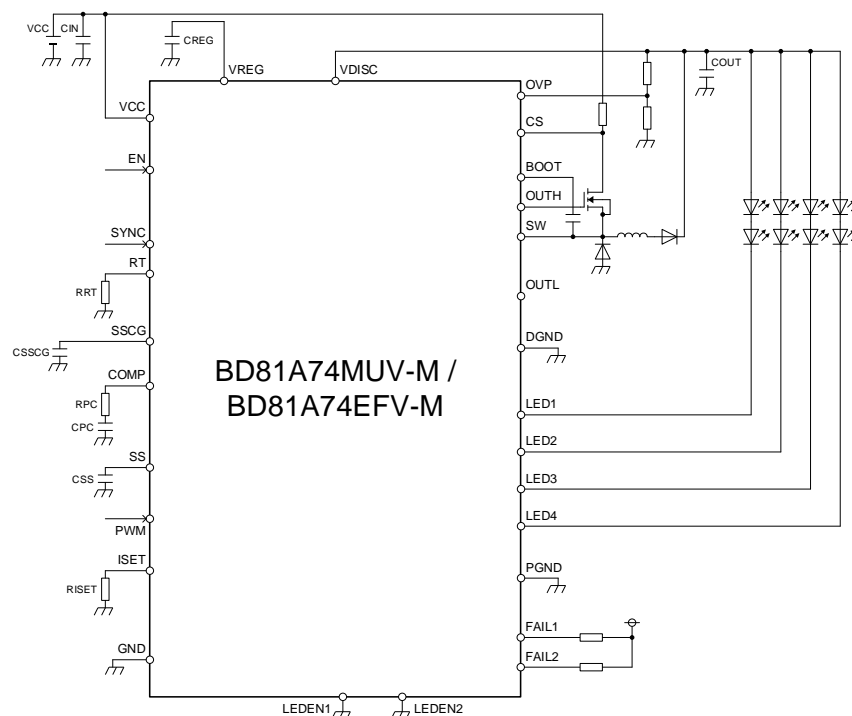 VCC
CIN
CREG
COUT
VREG
VDISC
VCC
OVP
CS
EN
BOOT
OUTH
SYNC
SW
RT
RRT
OUTL
SSCG
CSSCG
DGND
COMP
BD81A74MUV-M /
BD81A74EFV-M
RPC
CPC
LED1
LED2
SS
CSS
LED3
LED4
PWM
ISET
RISET
PGND
FAIL1
GND
FAIL2
LEDEN1
LEDEN2